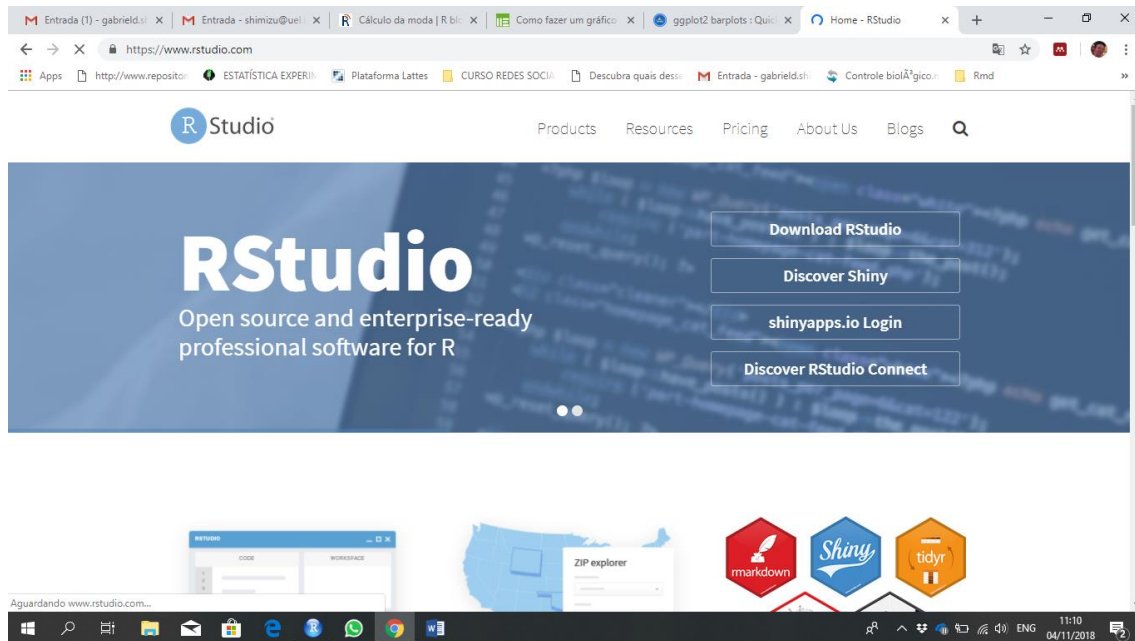 Entrada (1) - gabrield.s
Entrada - shimizu@uel.
Cálculo da moda | R blo
Como fazer um gráfico
ggplot2 barplots : Quic
Home - RStudio
https://www.rstudio.com
Apps
http://www.repositor
ESTATÍSTICA EXPERIM
Plataforma Lattes
CURSO REDES SOCIA
Descubra quais desse
Entrada - gabrield.sh
Controle biolÃ³gico.
Rmd
R Studio
Products
Resources
Pricing
About Us
Blogs
RStudio
Open source and enterprise-ready
professional software for R
Download RStudio
Discover Shiny
shinyapps.io Login
Discover RStudio Connect
RSTUDIO
CODE
WORKSPACE
ZIP explorer
rmarkdown
Shiny
tidyr
Aguardando www.rstudio.com...
ENG
11:10
04/11/2018